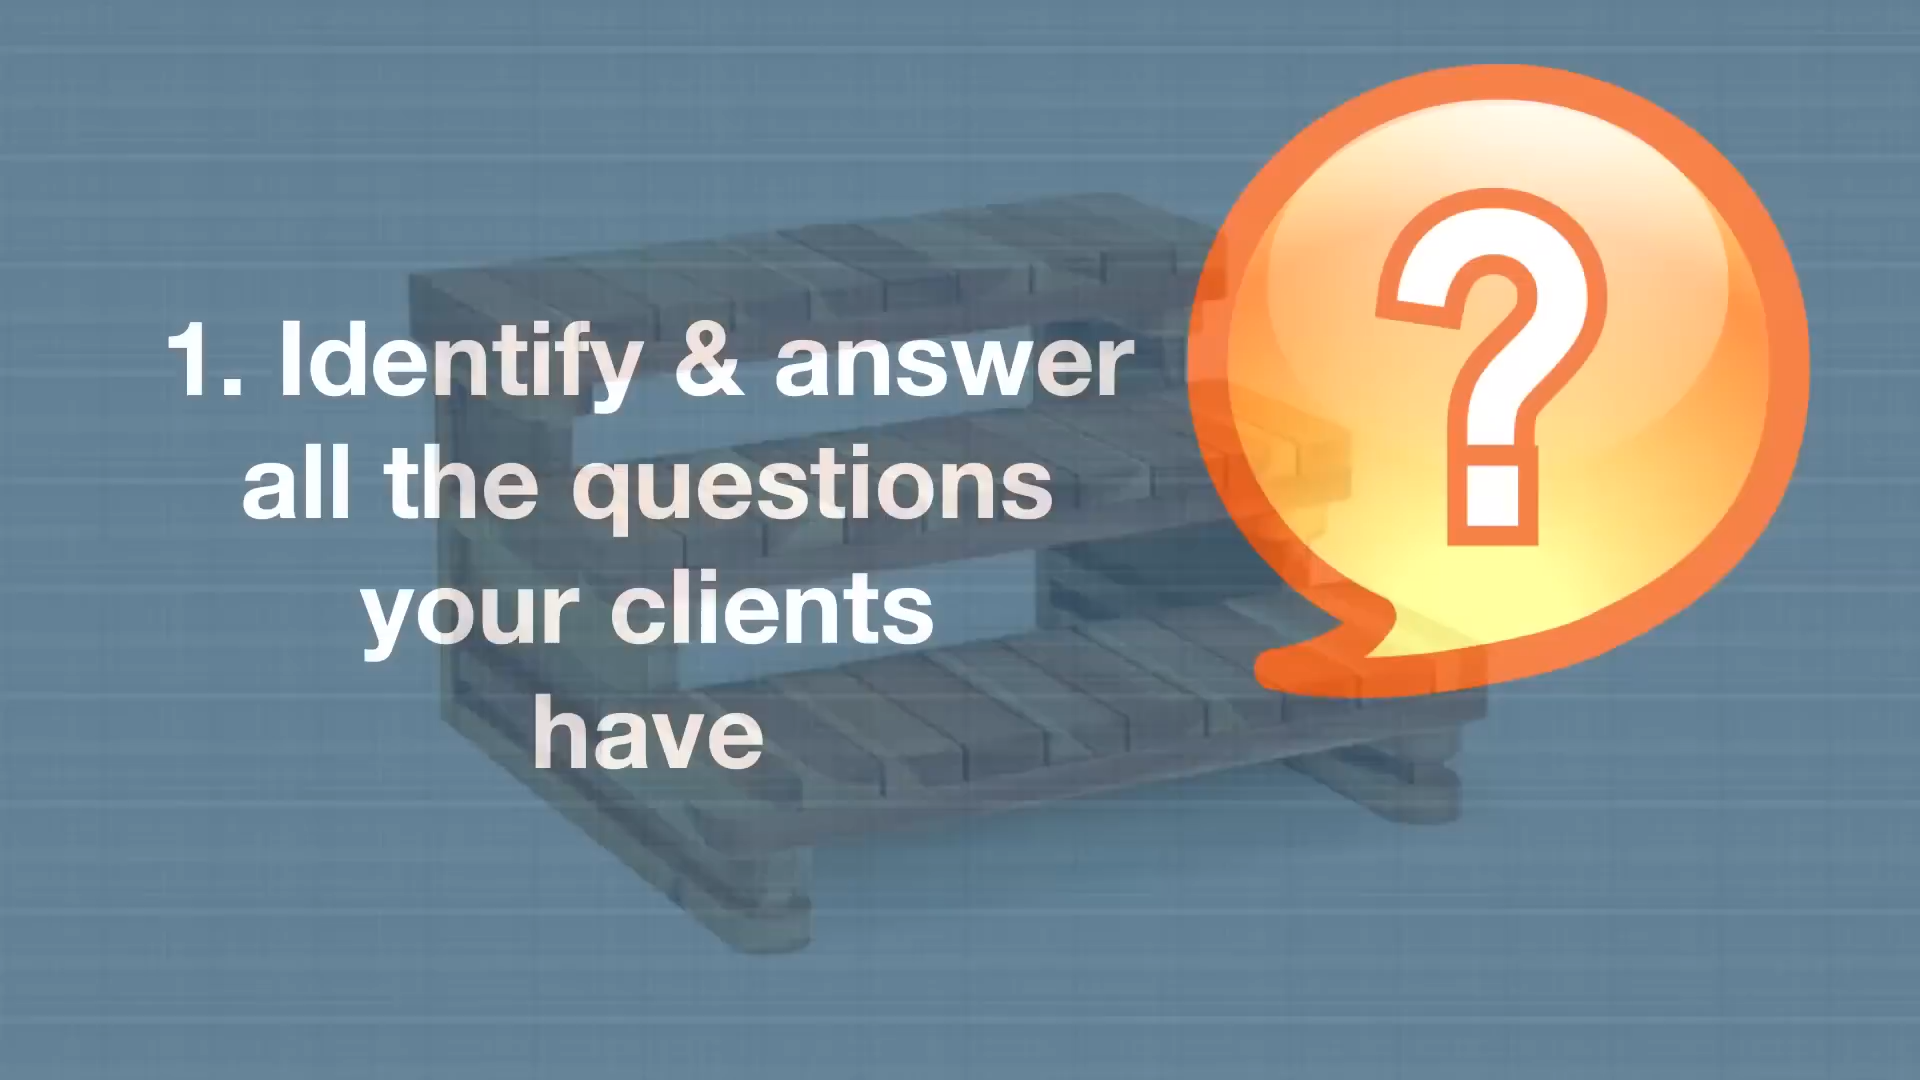 1. Identify & answer
all the questions
your clients
have
?